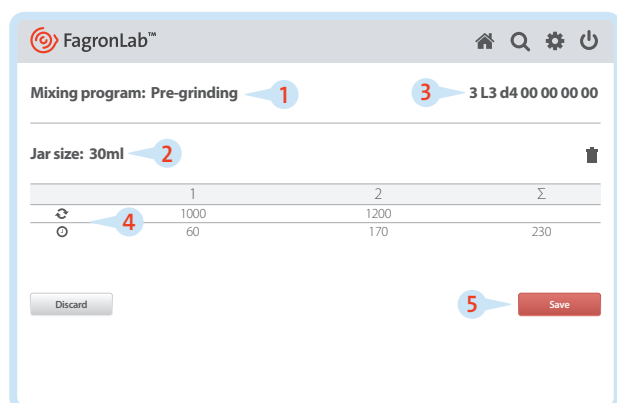 FagronLab™
Mixing program: Pre-grinding 1 3 3 L3 d4 00 00 00 00
Jar size: 30ml 2
1 2 Σ
1000 1200
4
60 170 230
Discard 5 Save